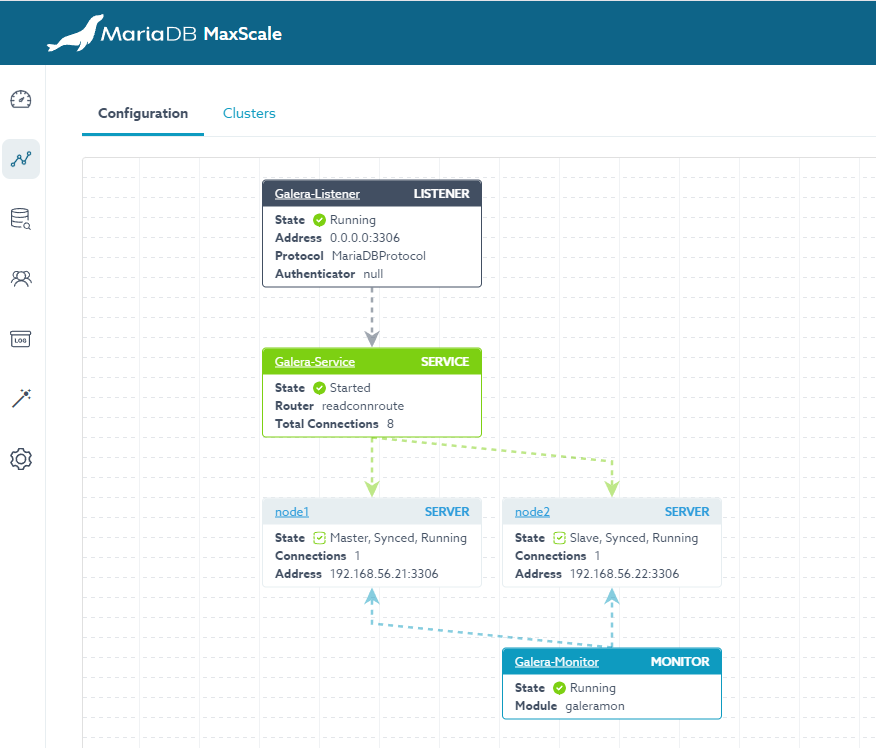 MariaDB MaxScale
Configuration Clusters
Galera-Listener LISTENER
State Running
Address 0.0.0.0:3306
Protocol MariaDBProtocol
Authenticator null
Galera-Service SERVICE
State Started
Router readconnroute
Total Connections 8
node1 SERVER
State Master, Synced, Running
Connections 1
Address 192.168.56.21:3306
node2 SERVER
State Slave, Synced, Running
Connections 1
Address 192.168.56.22:3306
Galera-Monitor MONITOR
State Running
Module galeramon
LOG